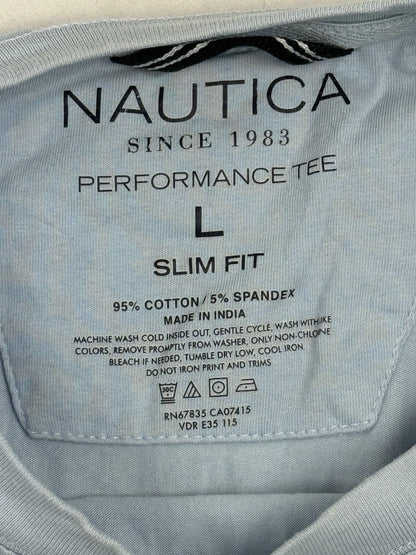 NAUTICA
SINCE 1983
PERFORMANCE TEE
L
SLIM FIT
95% COTTON / 5% SPANDEX
MADE IN INDIA
MACHINE WASH COLD INSIDE OUT, GENTLE CYCLE, WASH WITH LIKE
COLORS, REMOVE PROMPTLY FROM WASHER, ONLY NON-CHLORINE
BLEACH IF NEEDED, TUMBLE DRY LOW, COOL IRON.
DO NOT IRON PRINT AND TRIMS
30C
RN67835 CA07415
VDR E35 115